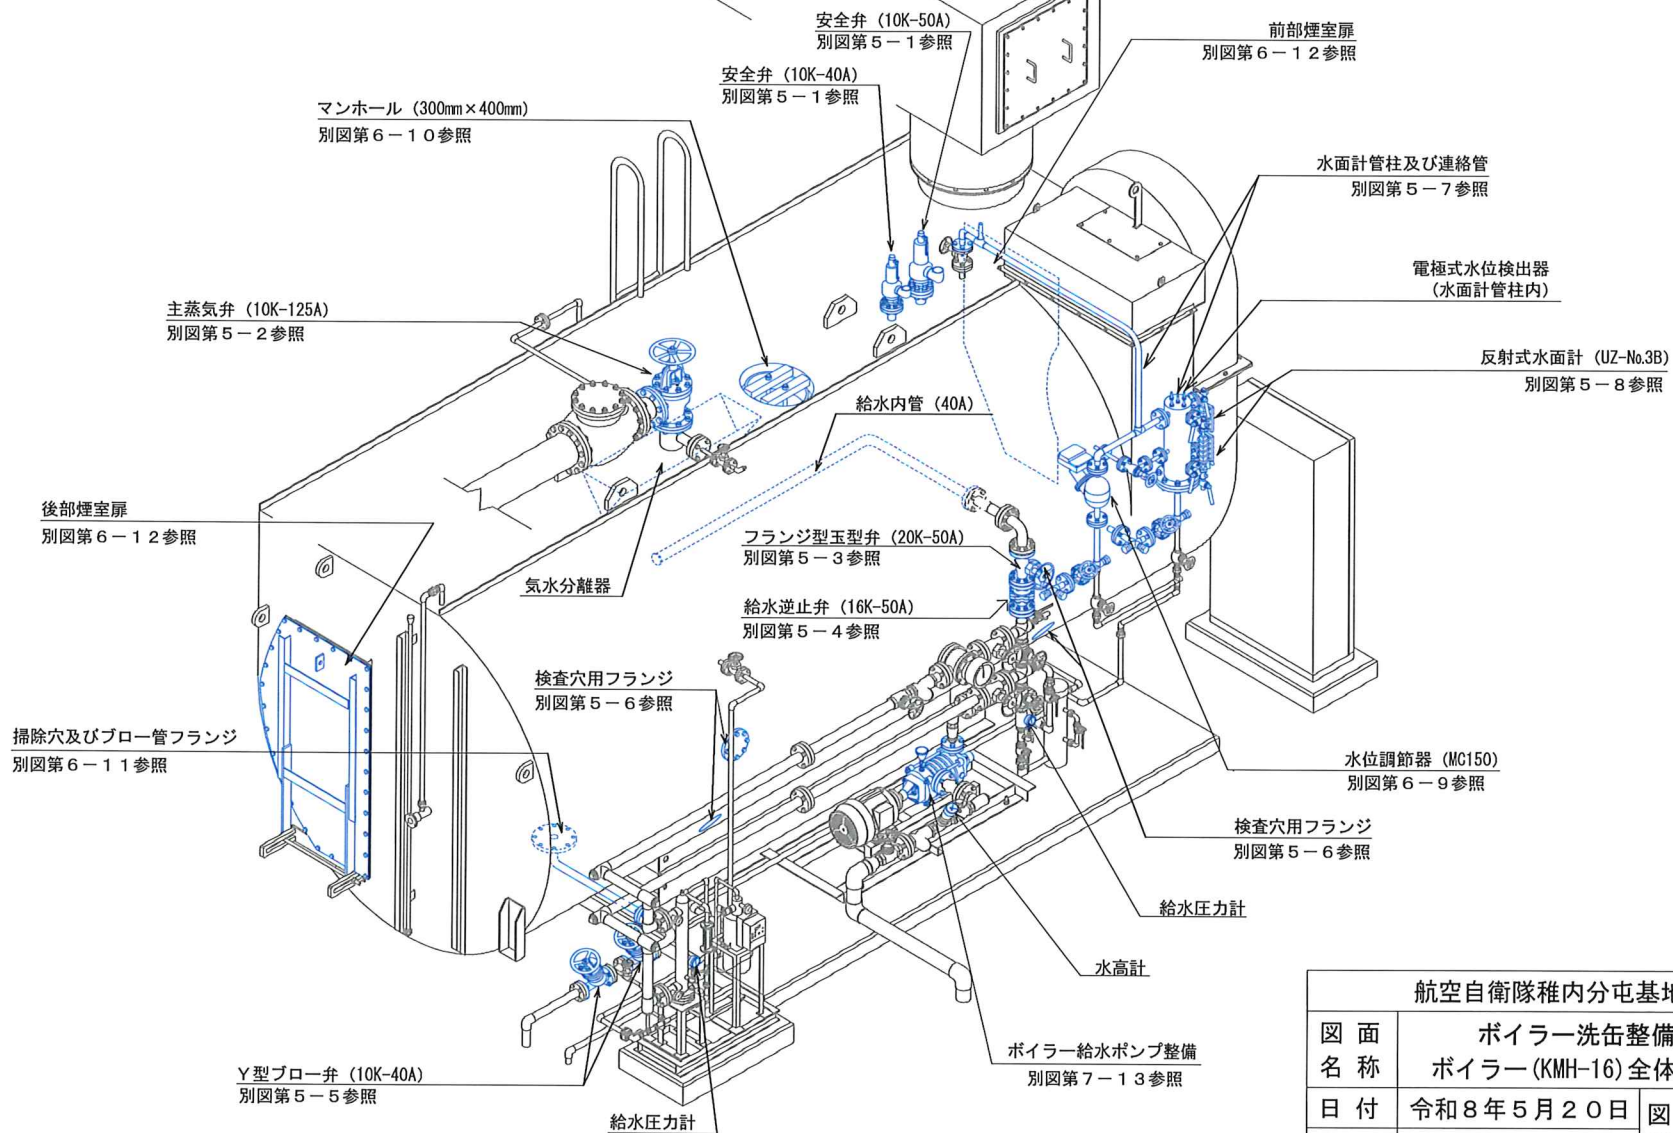 安全弁 (10K-50A)
別図第５－１参照
前部煙室扉
別図第６－１２参照
安全弁 (10K-40A)
別図第５－１参照
マンホール (300mm×400mm)
別図第６－１０参照
水面計管柱及び連絡管
別図第５－７参照
電極式水位検出器
(水面計管柱内)
主蒸気弁 (10K-125A)
別図第５－２参照
反射式水面計 (UZ-No.3B)
別図第５－８参照
給水内管 (40A)
後部煙室扉
別図第６－１２参照
フランジ型玉型弁 (20K-50A)
別図第５－３参照
気水分離器
給水逆止弁 (16K-50A)
別図第５－４参照
検査穴用フランジ
別図第５－６参照
掃除穴及びブロー管フランジ
別図第６－１１参照
水位調節器 (MC150)
別図第６－９参照
検査穴用フランジ
別図第５－６参照
給水圧力計
水高計
ボイラー給水ポンプ整備
別図第７－１３参照
Ｙ型ブロー弁 (10K-40A)
別図第５－５参照
給水圧力計
航空自衛隊稚内分屯基地
図面名称
ボイラー洗缶整備
ボイラー(KMH-16)全体
日付 令和８年５月２０日 図